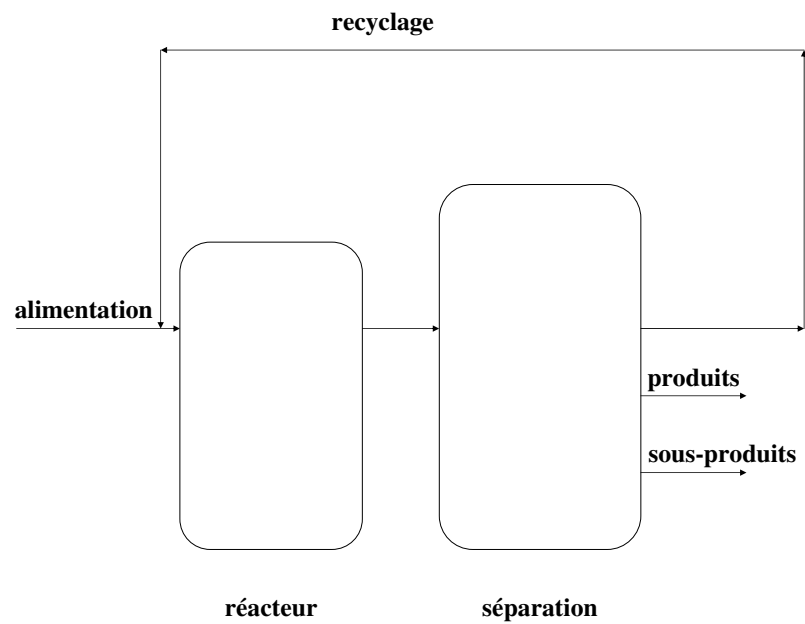 recyclage
alimentation
produits
sous-produits
réacteur
séparation